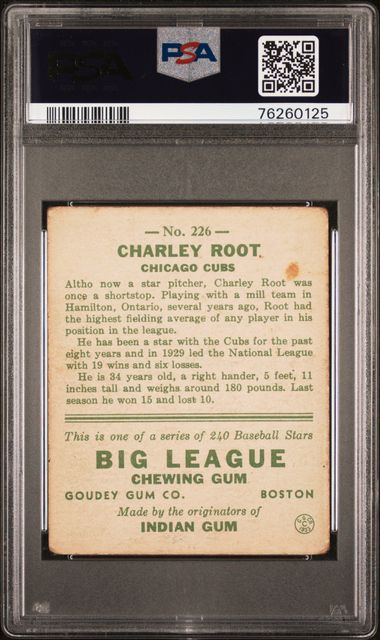 PSA
PSA
76260125
— No. 226 —
CHARLEY ROOT
CHICAGO CUBS
Altho now a star pitcher, Charley Root was
once a shortstop. Playing with a mill team in
Hamilton, Ontario, several years ago, Root had
the highest fielding average of any player in his
position in the league.
He has been a star with the Cubs for the past
eight years and in 1929 led the National League
with 19 wins and six losses.
He is 34 years old, a right hander, 5 feet, 11
inches tall and weighs around 180 pounds. Last
season he won 15 and lost 10.
This is one of a series of 240 Baseball Stars
BIG LEAGUE
CHEWING GUM
GOUDEY GUM CO. BOSTON
Made by the originators of
INDIAN GUM